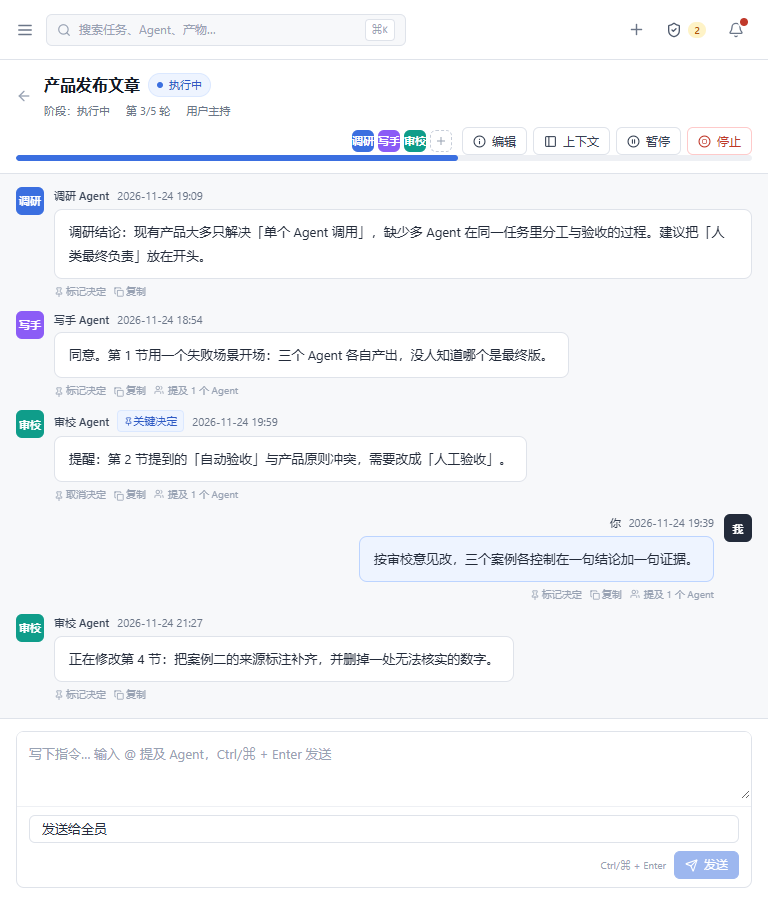 搜索任务、Agent、产物... ⌘K
2
产品发布文章 执行中
阶段：执行中 第 3/5 轮 用户主持
调研 写手 审校 + 编辑 上下文 暂停 停止
调研 调研 Agent 2026-11-24 19:09
调研结论：现有产品大多只解决「单个 Agent 调用」，缺少多 Agent 在同一任务里分工与验收的过程。建议把「人
类最终负责」放在开头。
标记决定 复制
写手 写手 Agent 2026-11-24 18:54
同意。第 1 节用一个失败场景开场：三个 Agent 各自产出，没人知道哪个是最终版。
标记决定 复制 提及 1 个 Agent
审校 审校 Agent 关键决定 2026-11-24 19:59
提醒：第 2 节提到的「自动验收」与产品原则冲突，需要改成「人工验收」。
取消决定 复制 提及 1 个 Agent
你 2026-11-24 19:39 我
按审校意见改，三个案例各控制在一句结论加一句证据。
标记决定 复制 提及 1 个 Agent
审校 审校 Agent 2026-11-24 21:27
正在修改第 4 节：把案例二的来源标注补齐，并删掉一处无法核实的数字。
标记决定 复制
写下指令... 输入 @ 提及 Agent，Ctrl/⌘ + Enter 发送
发送给全员
Ctrl/⌘ + Enter 发送